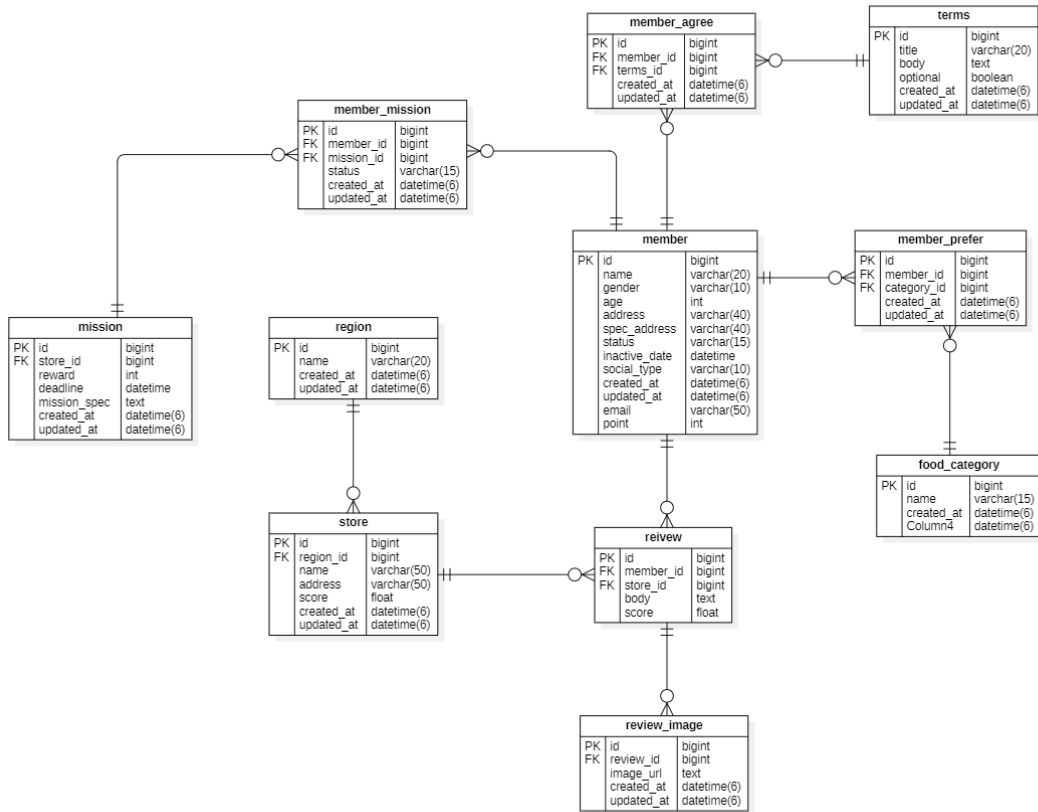 member_agree
PK id bigint
FK member_id bigint
FK terms_id bigint
created_at datetime(6)
updated_at datetime(6)
terms
PK id bigint
title varchar(20)
body text
optional boolean
created_at datetime(6)
updated_at datetime(6)
member_mission
PK id bigint
FK member_id bigint
FK mission_id bigint
status varchar(15)
created_at datetime(6)
updated_at datetime(6)
member
PK id bigint
name varchar(20)
gender varchar(10)
age int
address varchar(40)
spec_address varchar(40)
status varchar(15)
inactive_date datetime
social_type varchar(10)
created_at datetime(6)
updated_at datetime(6)
email varchar(50)
point int
member_prefer
PK id bigint
FK member_id bigint
FK category_id bigint
created_at datetime(6)
updated_at datetime(6)
mission
PK id bigint
FK store_id bigint
reward int
deadline datetime
mission_spec text
created_at datetime(6)
updated_at datetime(6)
region
PK id bigint
name varchar(20)
created_at datetime(6)
updated_at datetime(6)
food_category
PK id bigint
name varchar(15)
created_at datetime(6)
Column4 datetime(6)
store
PK id bigint
FK region_id bigint
name varchar(50)
address varchar(50)
score float
created_at datetime(6)
updated_at datetime(6)
reivew
PK id bigint
FK member_id bigint
FK store_id bigint
body text
score float
review_image
PK id bigint
FK review_id bigint
image_url text
created_at datetime(6)
updated_at datetime(6)